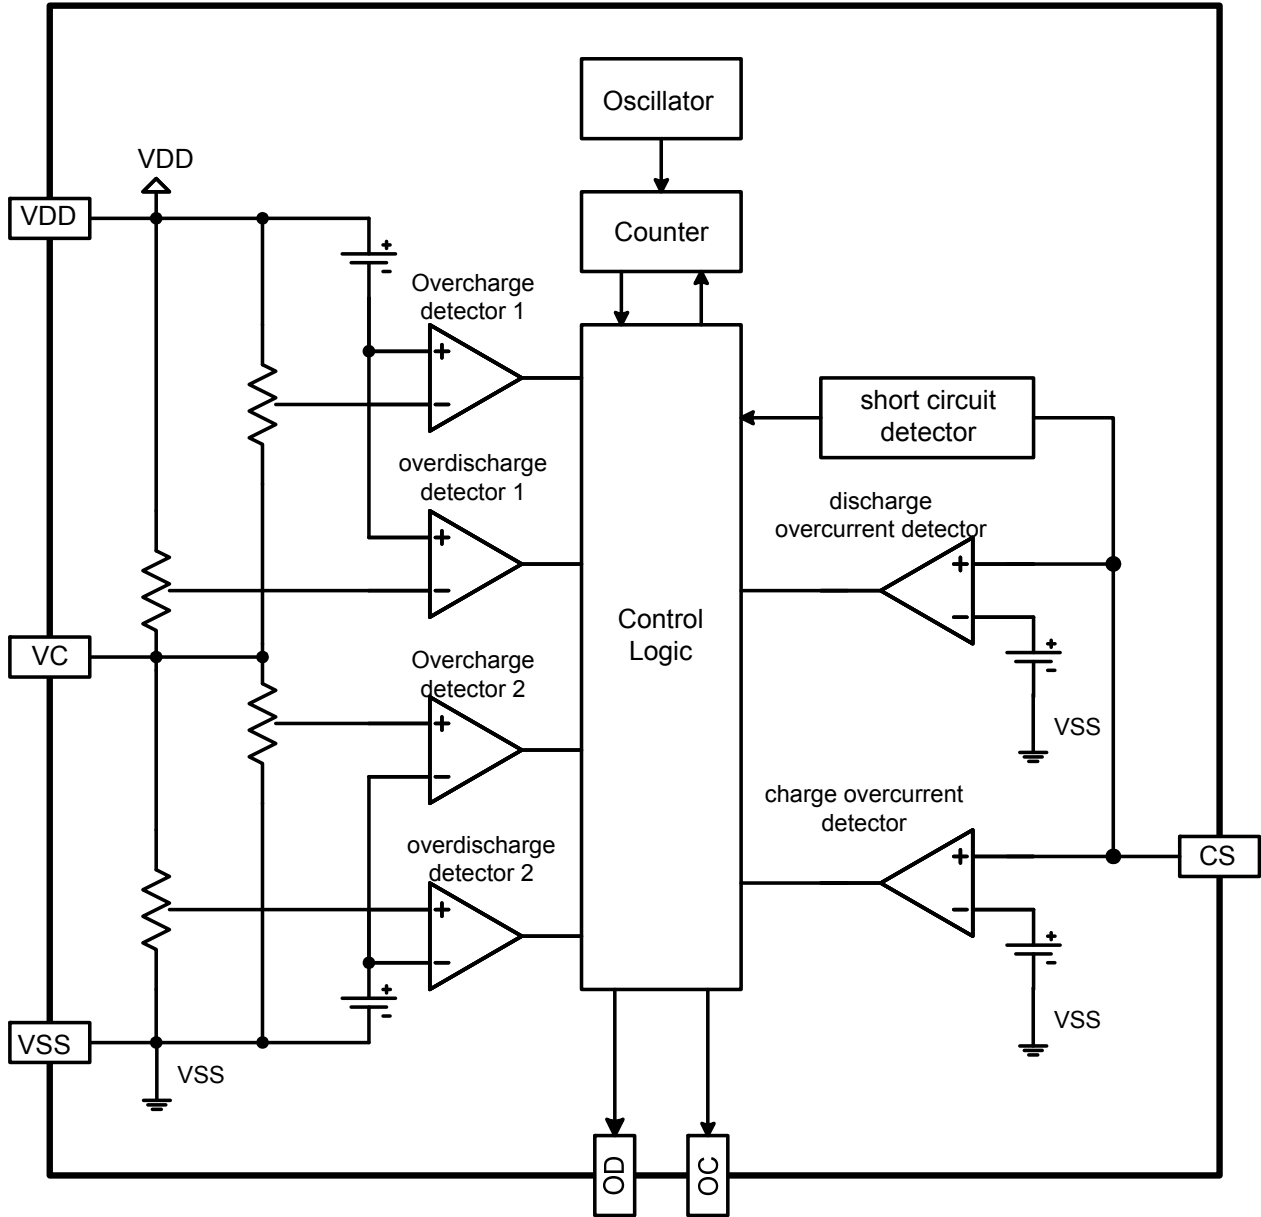 Oscillator
VDD
VDD
Counter
Overcharge
detector 1
short circuit
detector
overdischarge
detector 1
discharge
overcurrent detector
Control
Logic
VC
Overcharge
detector 2
VSS
charge overcurrent
detector
overdischarge
detector 2
CS
VSS
VSS
VSS
OD
OC